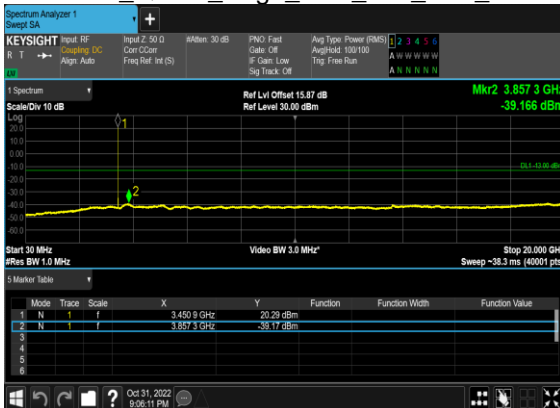 Spectrum Analyzer 1
Swept SA
+
KEYSIGHT
R T
Input: RF
Coupling: DC
Align: Auto
Input Z: 50 Ω
Corr CCorr
Freq Ref: Int (S)
#Atten: 30 dB
PNO: Fast
Gate: Off
IF Gain: Low
Sig Track: Off
Avg Type: Power (RMS)
Avg|Hold: 100/100
Trig: Free Run
1 2 3 4 5 6
A W W W W W
A N N N N N
1 Spectrum
Scale/Div 10 dB
Ref Lvl Offset 15.87 dB
Ref Level 30.00 dBm
Mkr2 3.857 3 GHz
-39.166 dBm
Log
20.0
10.0
0.00
-10.0
-20.0
-30.0
-40.0
-50.0
-60.0
1
2
DL1 -13.00 dBm
Start 30 MHz
#Res BW 1.0 MHz
Video BW 3.0 MHz*
Stop 20.000 GHz
Sweep ~38.3 ms (40001 pts)
5 Marker Table
Mode Trace Scale X Y Function Function Width Function Value
1 N 1 f 3.450 9 GHz 20.29 dBm
2 N 1 f 3.857 3 GHz -39.17 dBm
3
4
5
6
?
Oct 31, 2022
9:06:11 PM